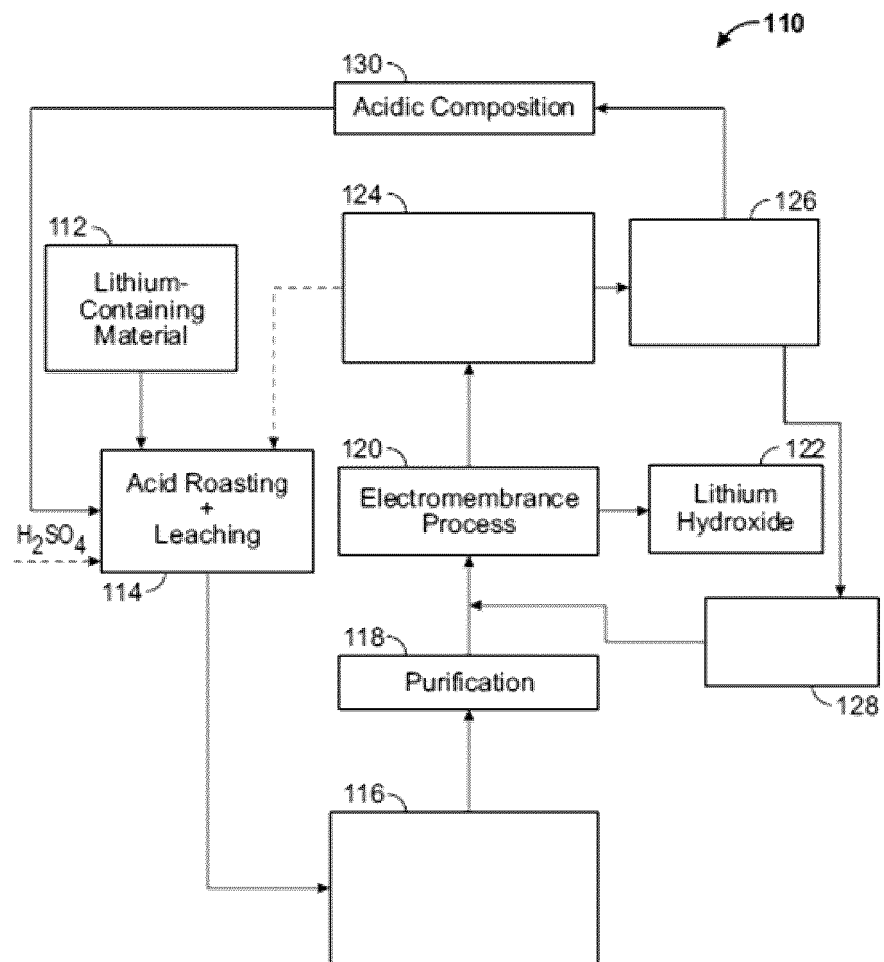 110
130
Acidic Composition
124
126
112
Lithium-
Containing
Material
120
122
Acid Roasting
+
Leaching
Electromembrance
Process
Lithium
Hydroxide
H2SO4
114
118
Purification
128
116